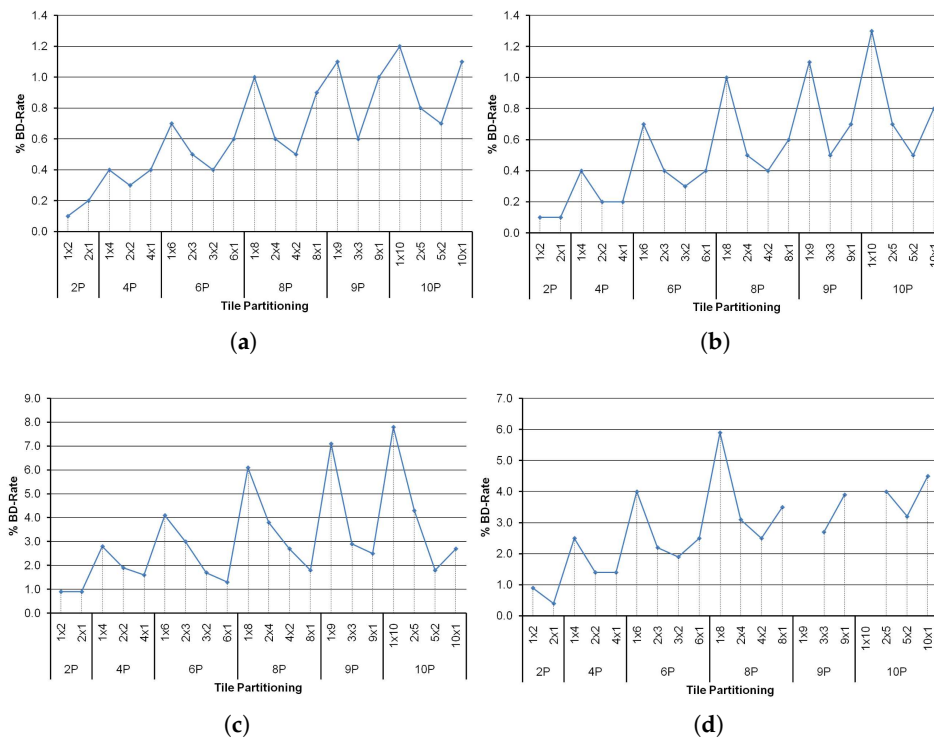 1.4
1.2
1.0
0.8
0.6
0.4
0.2
0.0
% BD-Rate
1x2 2x1 1x4 2x2 4x1 1x6 2x3 3x2 6x1 1x8 2x4 4x2 8x1 1x9 3x3 9x1 1x10 2x5 5x2 10x1
2P 4P 6P 8P 9P 10P
Tile Partitioning
(a)
1.4
1.2
1.0
0.8
0.6
0.4
0.2
0.0
% BD-Rate
1x2 2x1 1x4 2x2 4x1 1x6 2x3 3x2 6x1 1x8 2x4 4x2 8x1 1x9 3x3 9x1 1x10 2x5 5x2 10x1
2P 4P 6P 8P 9P 10P
Tile Partitioning
(b)
9.0
8.0
7.0
6.0
5.0
4.0
3.0
2.0
1.0
0.0
% BD-Rate
1x2 2x1 1x4 2x2 4x1 1x6 2x3 3x2 6x1 1x8 2x4 4x2 8x1 1x9 3x3 9x1 1x10 2x5 5x2 10x1
2P 4P 6P 8P 9P 10P
Tile Partitioning
(c)
7.0
6.0
5.0
4.0
3.0
2.0
1.0
0.0
% BD-Rate
1x2 2x1 1x4 2x2 4x1 1x6 2x3 3x2 6x1 1x8 2x4 4x2 8x1 1x9 3x3 9x1 1x10 2x5 5x2 10x1
2P 4P 6P 8P 9P 10P
Tile Partitioning
(d)